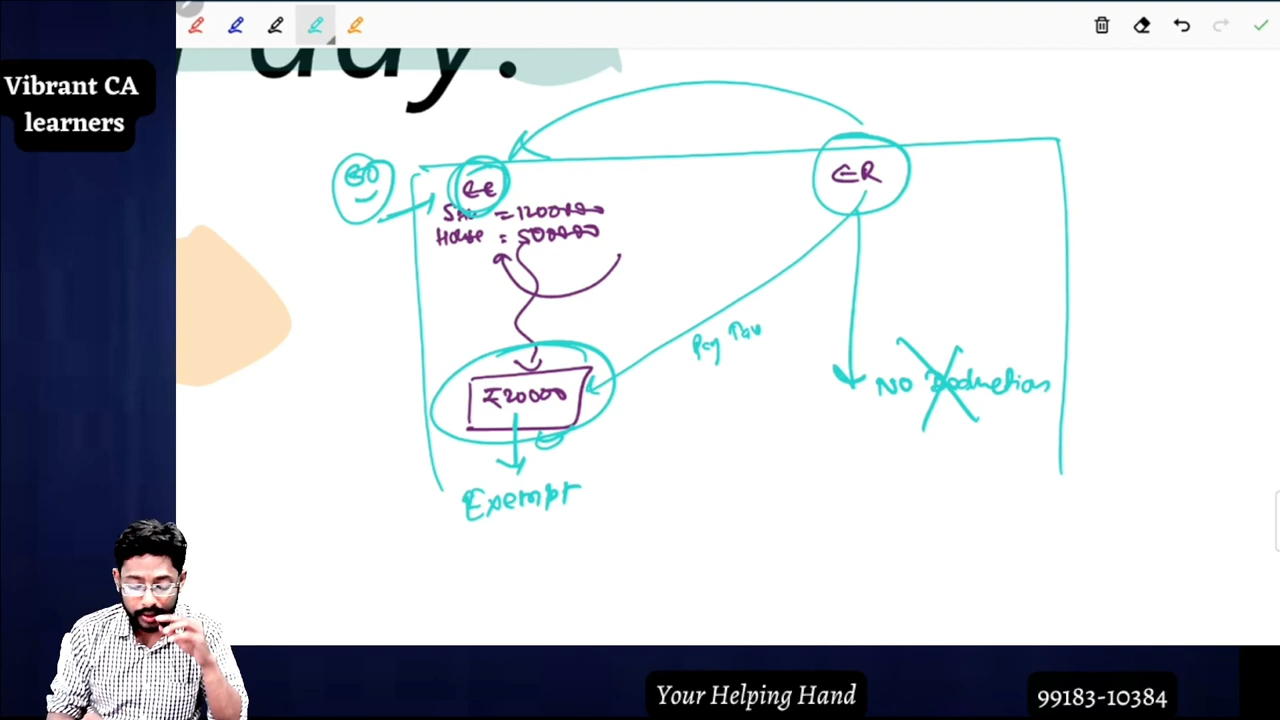 day.
Vibrant CA
learners
EE
ER
= 1200000
House = 500000
Pay Tax
₹20000
NO Deduction
Exempt
Your Helping Hand
99183-10384